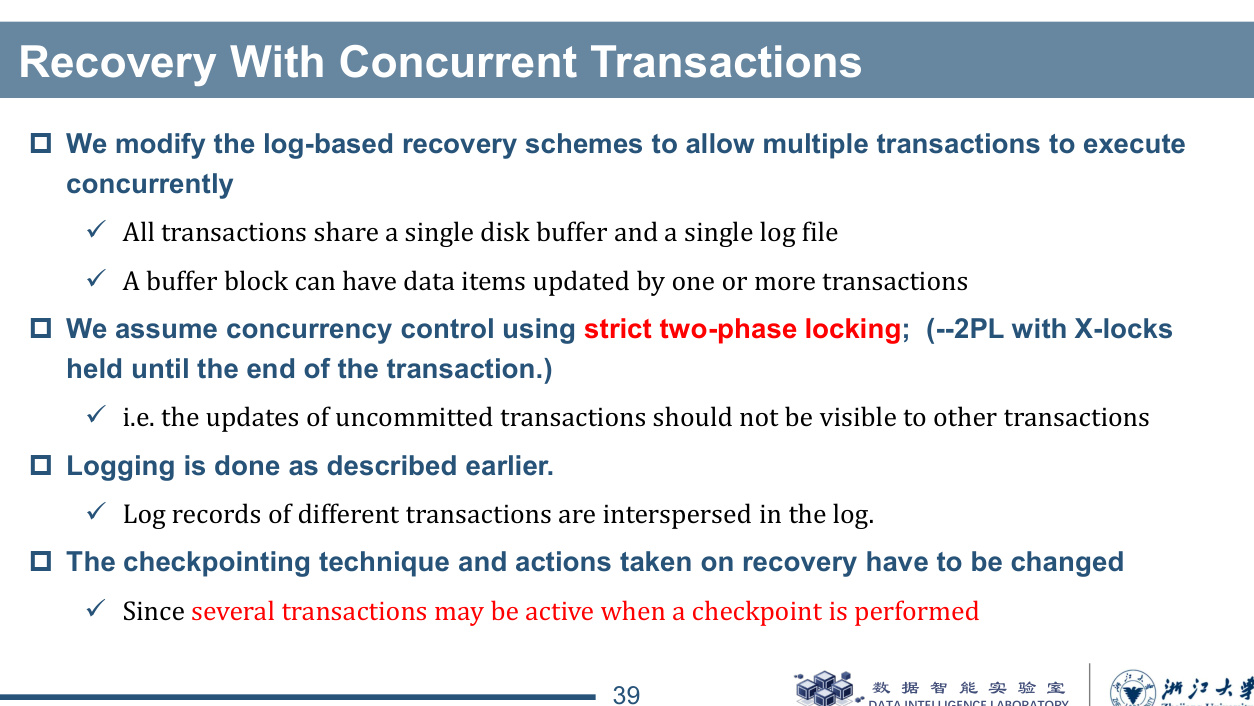 Recovery With Concurrent Transactions
We modify the log-based recovery schemes to allow multiple transactions to execute
concurrently
All transactions share a single disk buffer and a single log file
A buffer block can have data items updated by one or more transactions
We assume concurrency control using strict two-phase locking;  (--2PL with X-locks
held until the end of the transaction.)
i.e. the updates of uncommitted transactions should not be visible to other transactions
Logging is done as described earlier.
Log records of different transactions are interspersed in the log.
The checkpointing technique and actions taken on recovery have to be changed
Since several transactions may be active when a checkpoint is performed
39
数据智能实验室
DATA INTELLIGENCE LABORATORY
浙江大学